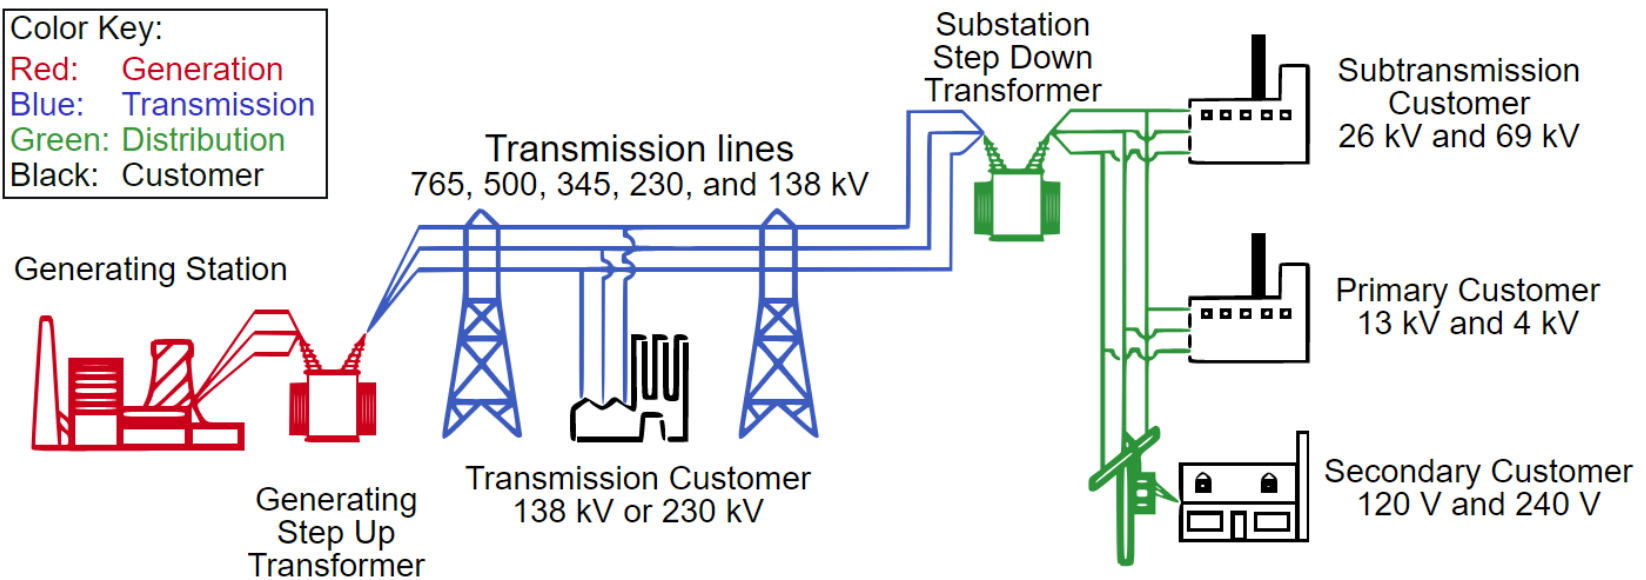 Color Key:
Red: Generation
Blue: Transmission
Green: Distribution
Black: Customer
Substation
Step Down
Transformer
Subtransmission
Customer
26 kV and 69 kV
Transmission lines
765, 500, 345, 230, and 138 kV
Generating Station
Primary Customer
13 kV and 4 kV
Transmission Customer
138 kV or 230 kV
Secondary Customer
120 V and 240 V
Generating
Step Up
Transformer